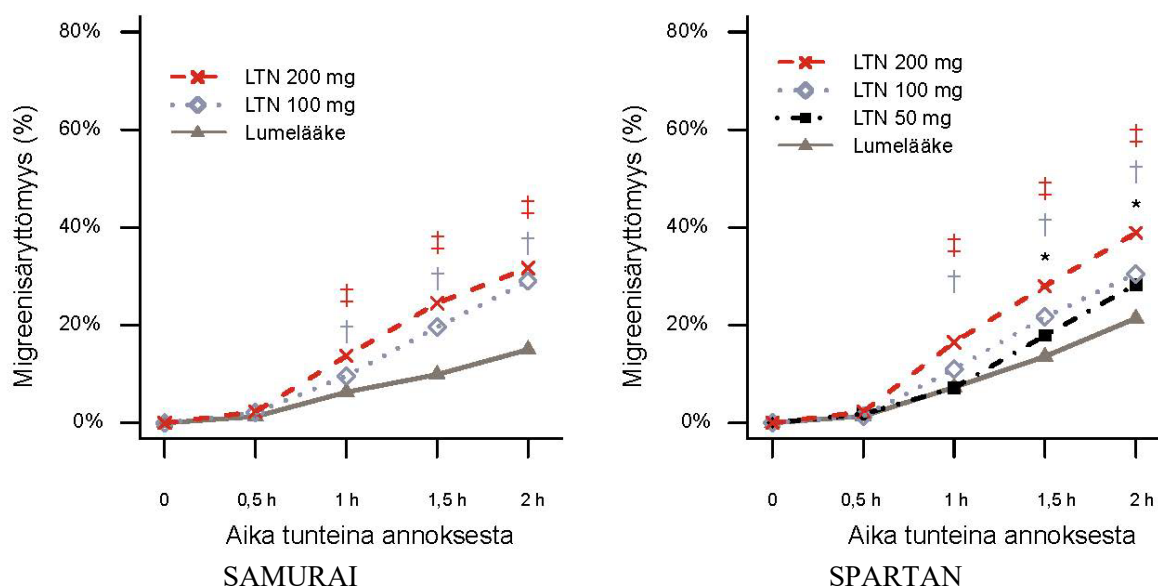 Migreenisäryttömyys (%)
80%
60%
40%
20%
0%
LTN 200 mg
LTN 100 mg
Lumelääke
‡ ‡ ‡
† † †
0 0,5 h 1 h 1,5 h 2 h
Aika tunteina annoksesta
SAMURAI
Migreenisäryttömyys (%)
80%
60%
40%
20%
0%
LTN 200 mg
LTN 100 mg
LTN 50 mg
Lumelääke
‡ ‡ ‡
† † †
* *
0 0,5 h 1 h 1,5 h 2 h
Aika tunteina annoksesta
SPARTAN